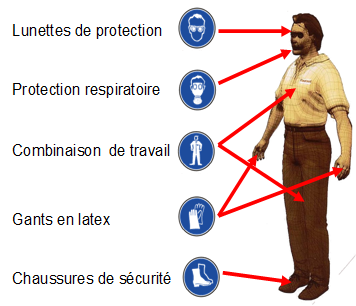 Lunettes de protection
Protection respiratoire
Combinaison de travail
Gants en latex
Chaussures de sécurité